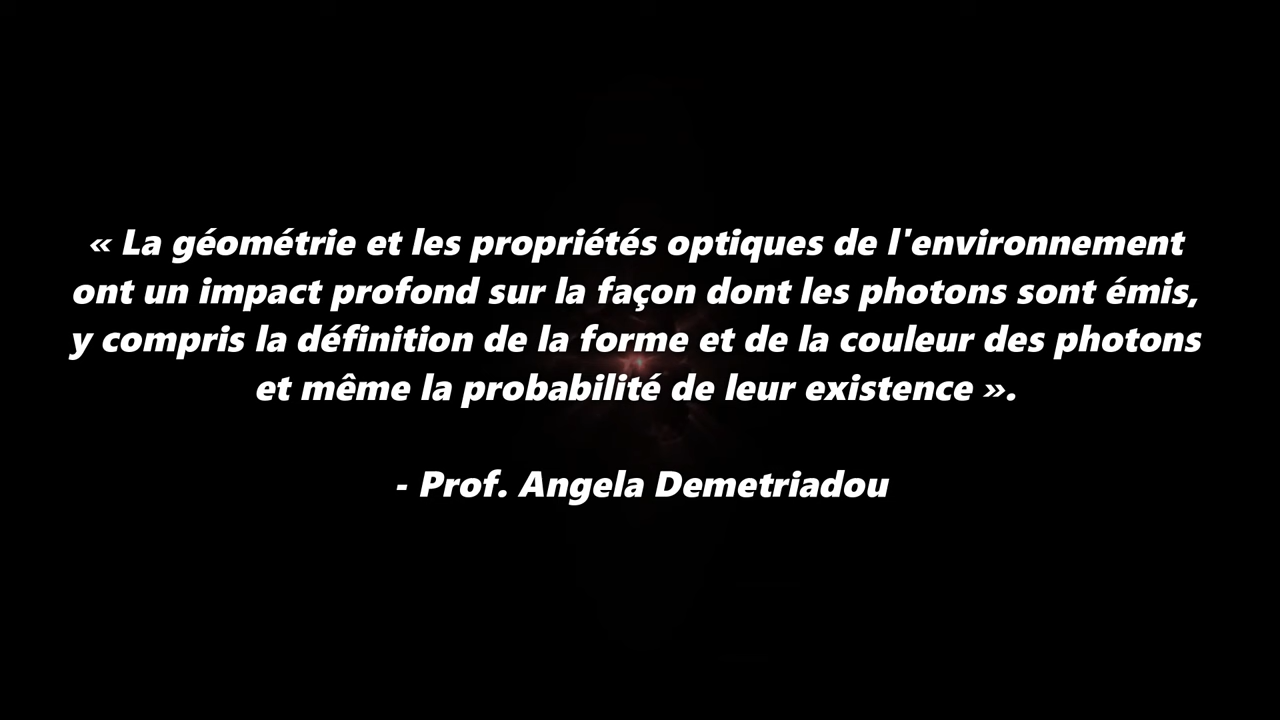 « La géométrie et les propriétés optiques de l'environnement
ont un impact profond sur la façon dont les photons sont émis,
y compris la définition de la forme et de la couleur des photons
et même la probabilité de leur existence ».
- Prof. Angela Demetriadou